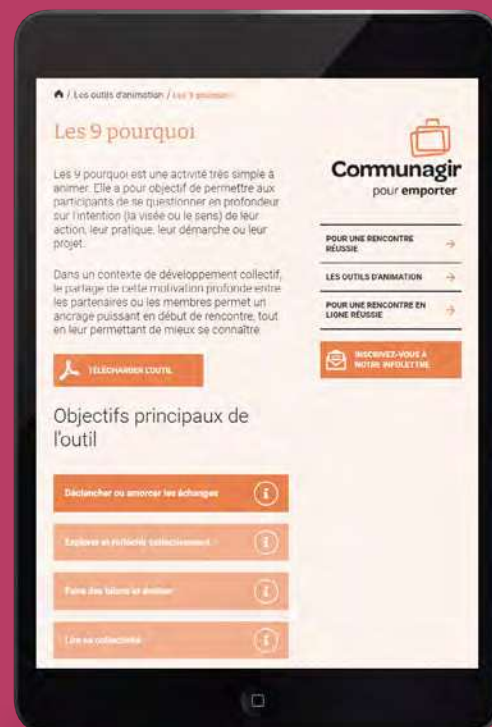 / Les outils d'animation / Les 9 pourquoi
Les 9 pourquoi
Les 9 pourquoi est une activité très simple à
animer. Elle a pour objectif de permettre aux
participants de se questionner en profondeur
sur l'intention (la visée ou le sens) de leur
action, leur pratique, leur démarche ou leur
projet.
Dans un contexte de développement collectif,
le partage de cette motivation profonde entre
les partenaires ou les membres permet un
ancrage puissant en début de rencontre, tout
en leur permettant de mieux se connaître.
TÉLÉCHARGER L'OUTIL
Objectifs principaux de
l'outil
Déclencher ou amorcer les échanges
Explorer et réfléchir collectivement
Faire des bilans et évaluer
Lire sa collectivité
Communagir
pour emporter
POUR UNE RENCONTRE
RÉUSSIE
LES OUTILS D'ANIMATION
POUR UNE RENCONTRE EN
LIGNE RÉUSSIE
INSCRIVEZ-VOUS À
NOTRE INFOLETTRE